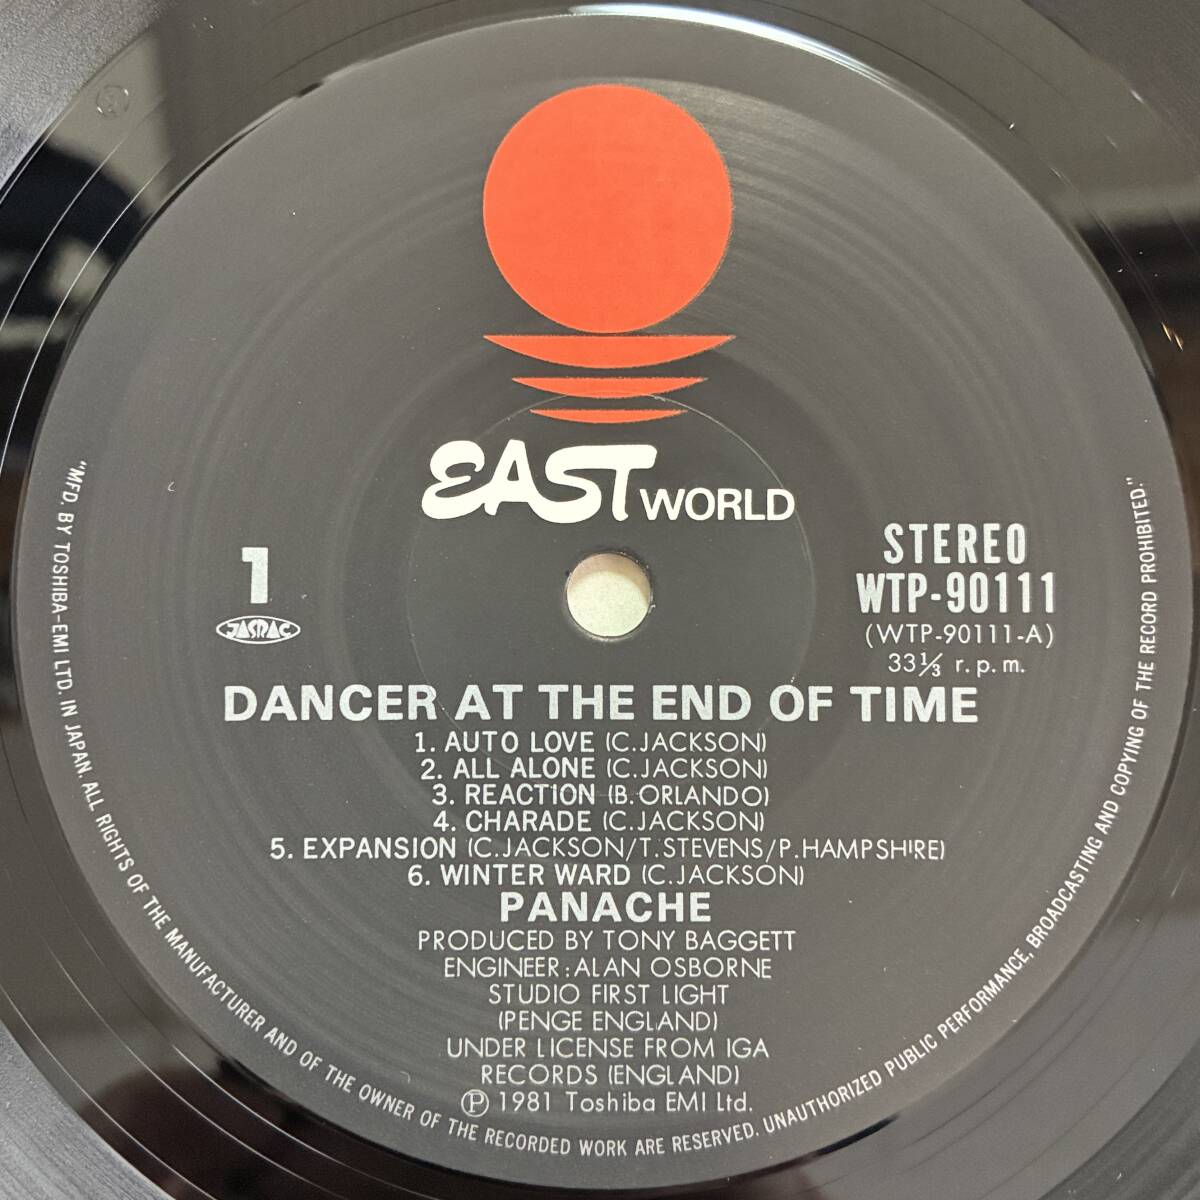 EAST WORLD
1
JASRAC
STEREO
WTP-90111
(WTP-90111-A)
33⅓ r.p.m.
DANCER AT THE END OF TIME
1. AUTO LOVE (C.JACKSON)
2. ALL ALONE (C.JACKSON)
3. REACTION (B.ORLANDO)
4. CHARADE (C.JACKSON)
5. EXPANSION (C.JACKSON/T.STEVENS/P.HAMPSHIRE)
6. WINTER WARD (C.JACKSON)
PANACHE
PRODUCED BY TONY BAGGETT
ENGINEER:ALAN OSBORNE
STUDIO FIRST LIGHT
(PENGE ENGLAND)
UNDER LICENSE FROM IGA
RECORDS (ENGLAND)
Ⓟ 1981 Toshiba EMI Ltd.
"MFD. BY TOSHIBA-EMI LTD. IN JAPAN. ALL RIGHTS OF THE MANUFACTURER AND OF THE OWNER OF THE RECORDED WORK ARE RESERVED. UNAUTHORIZED PUBLIC PERFORMANCE, BROADCASTING AND COPYING OF THE RECORD PROHIBITED."